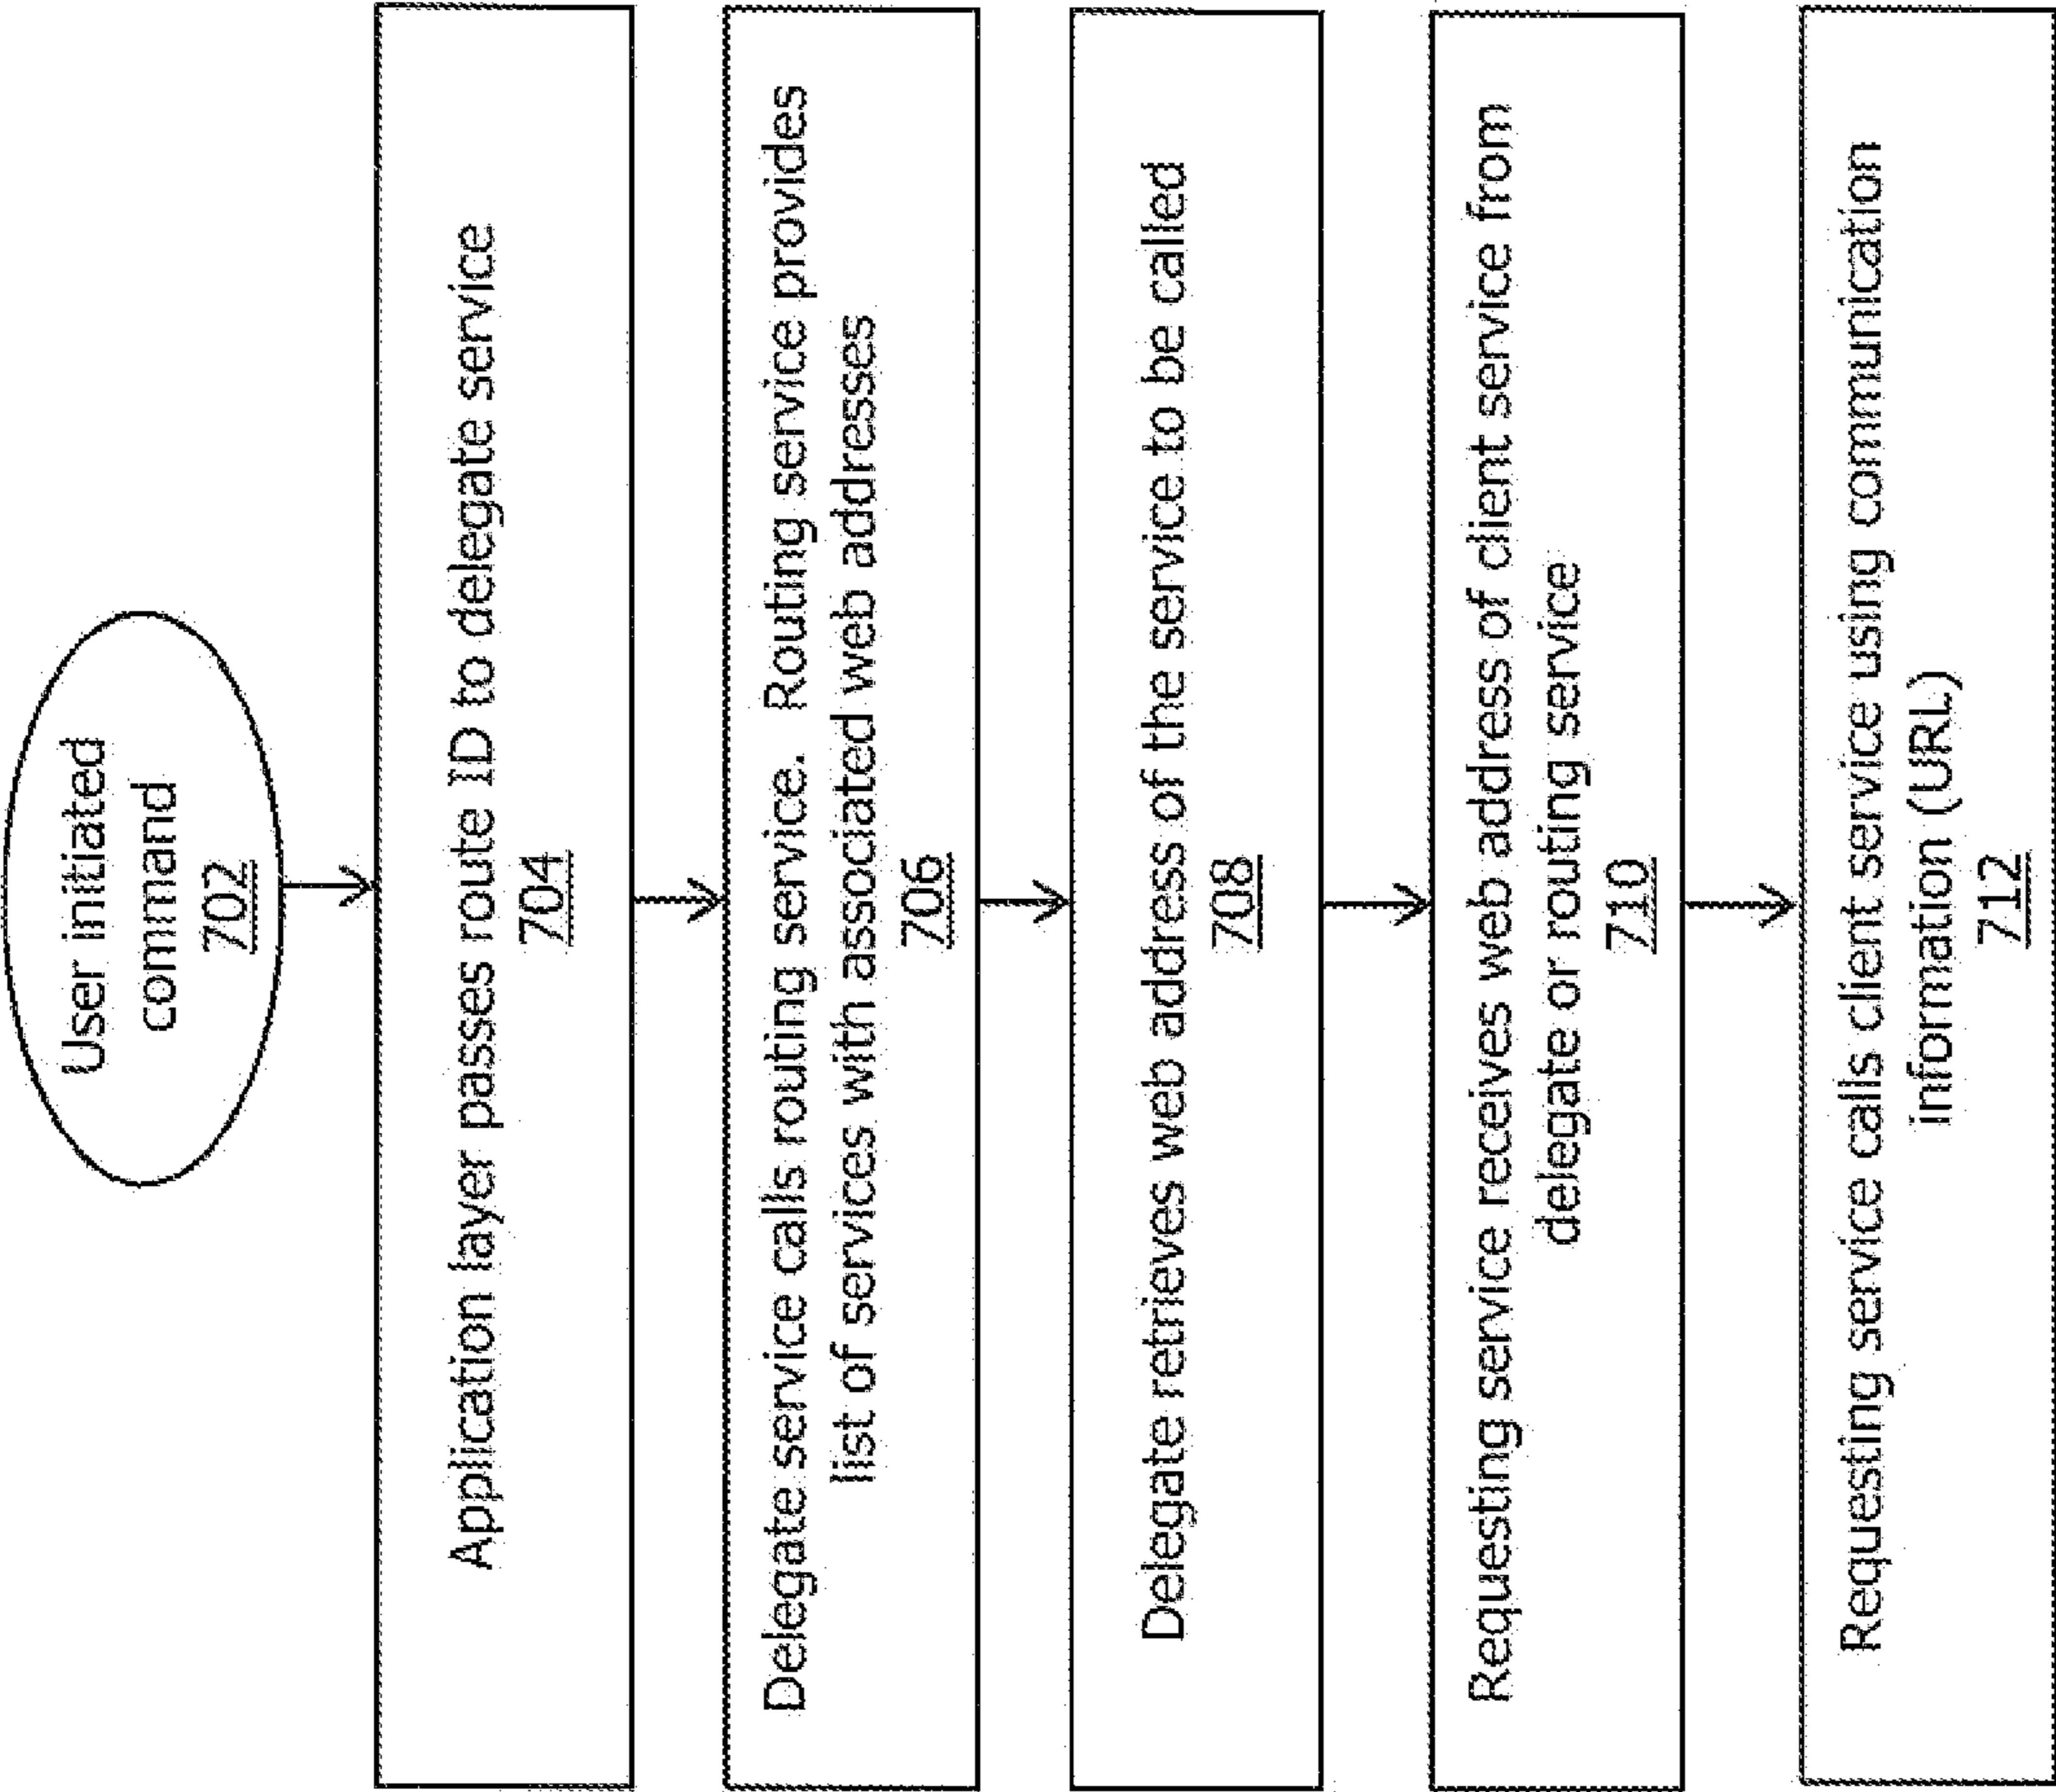 User initiated
command
702
Application layer passes route ID to delegate service
704
Delegate service calls routing service. Routing service provides
list of services with associated web addresses
706
Delegate retrieves web address of the service to be called
708
Requesting service receives web address of client service from
delegate or routing service
710
Requesting service calls client service using communication
information (URL)
712